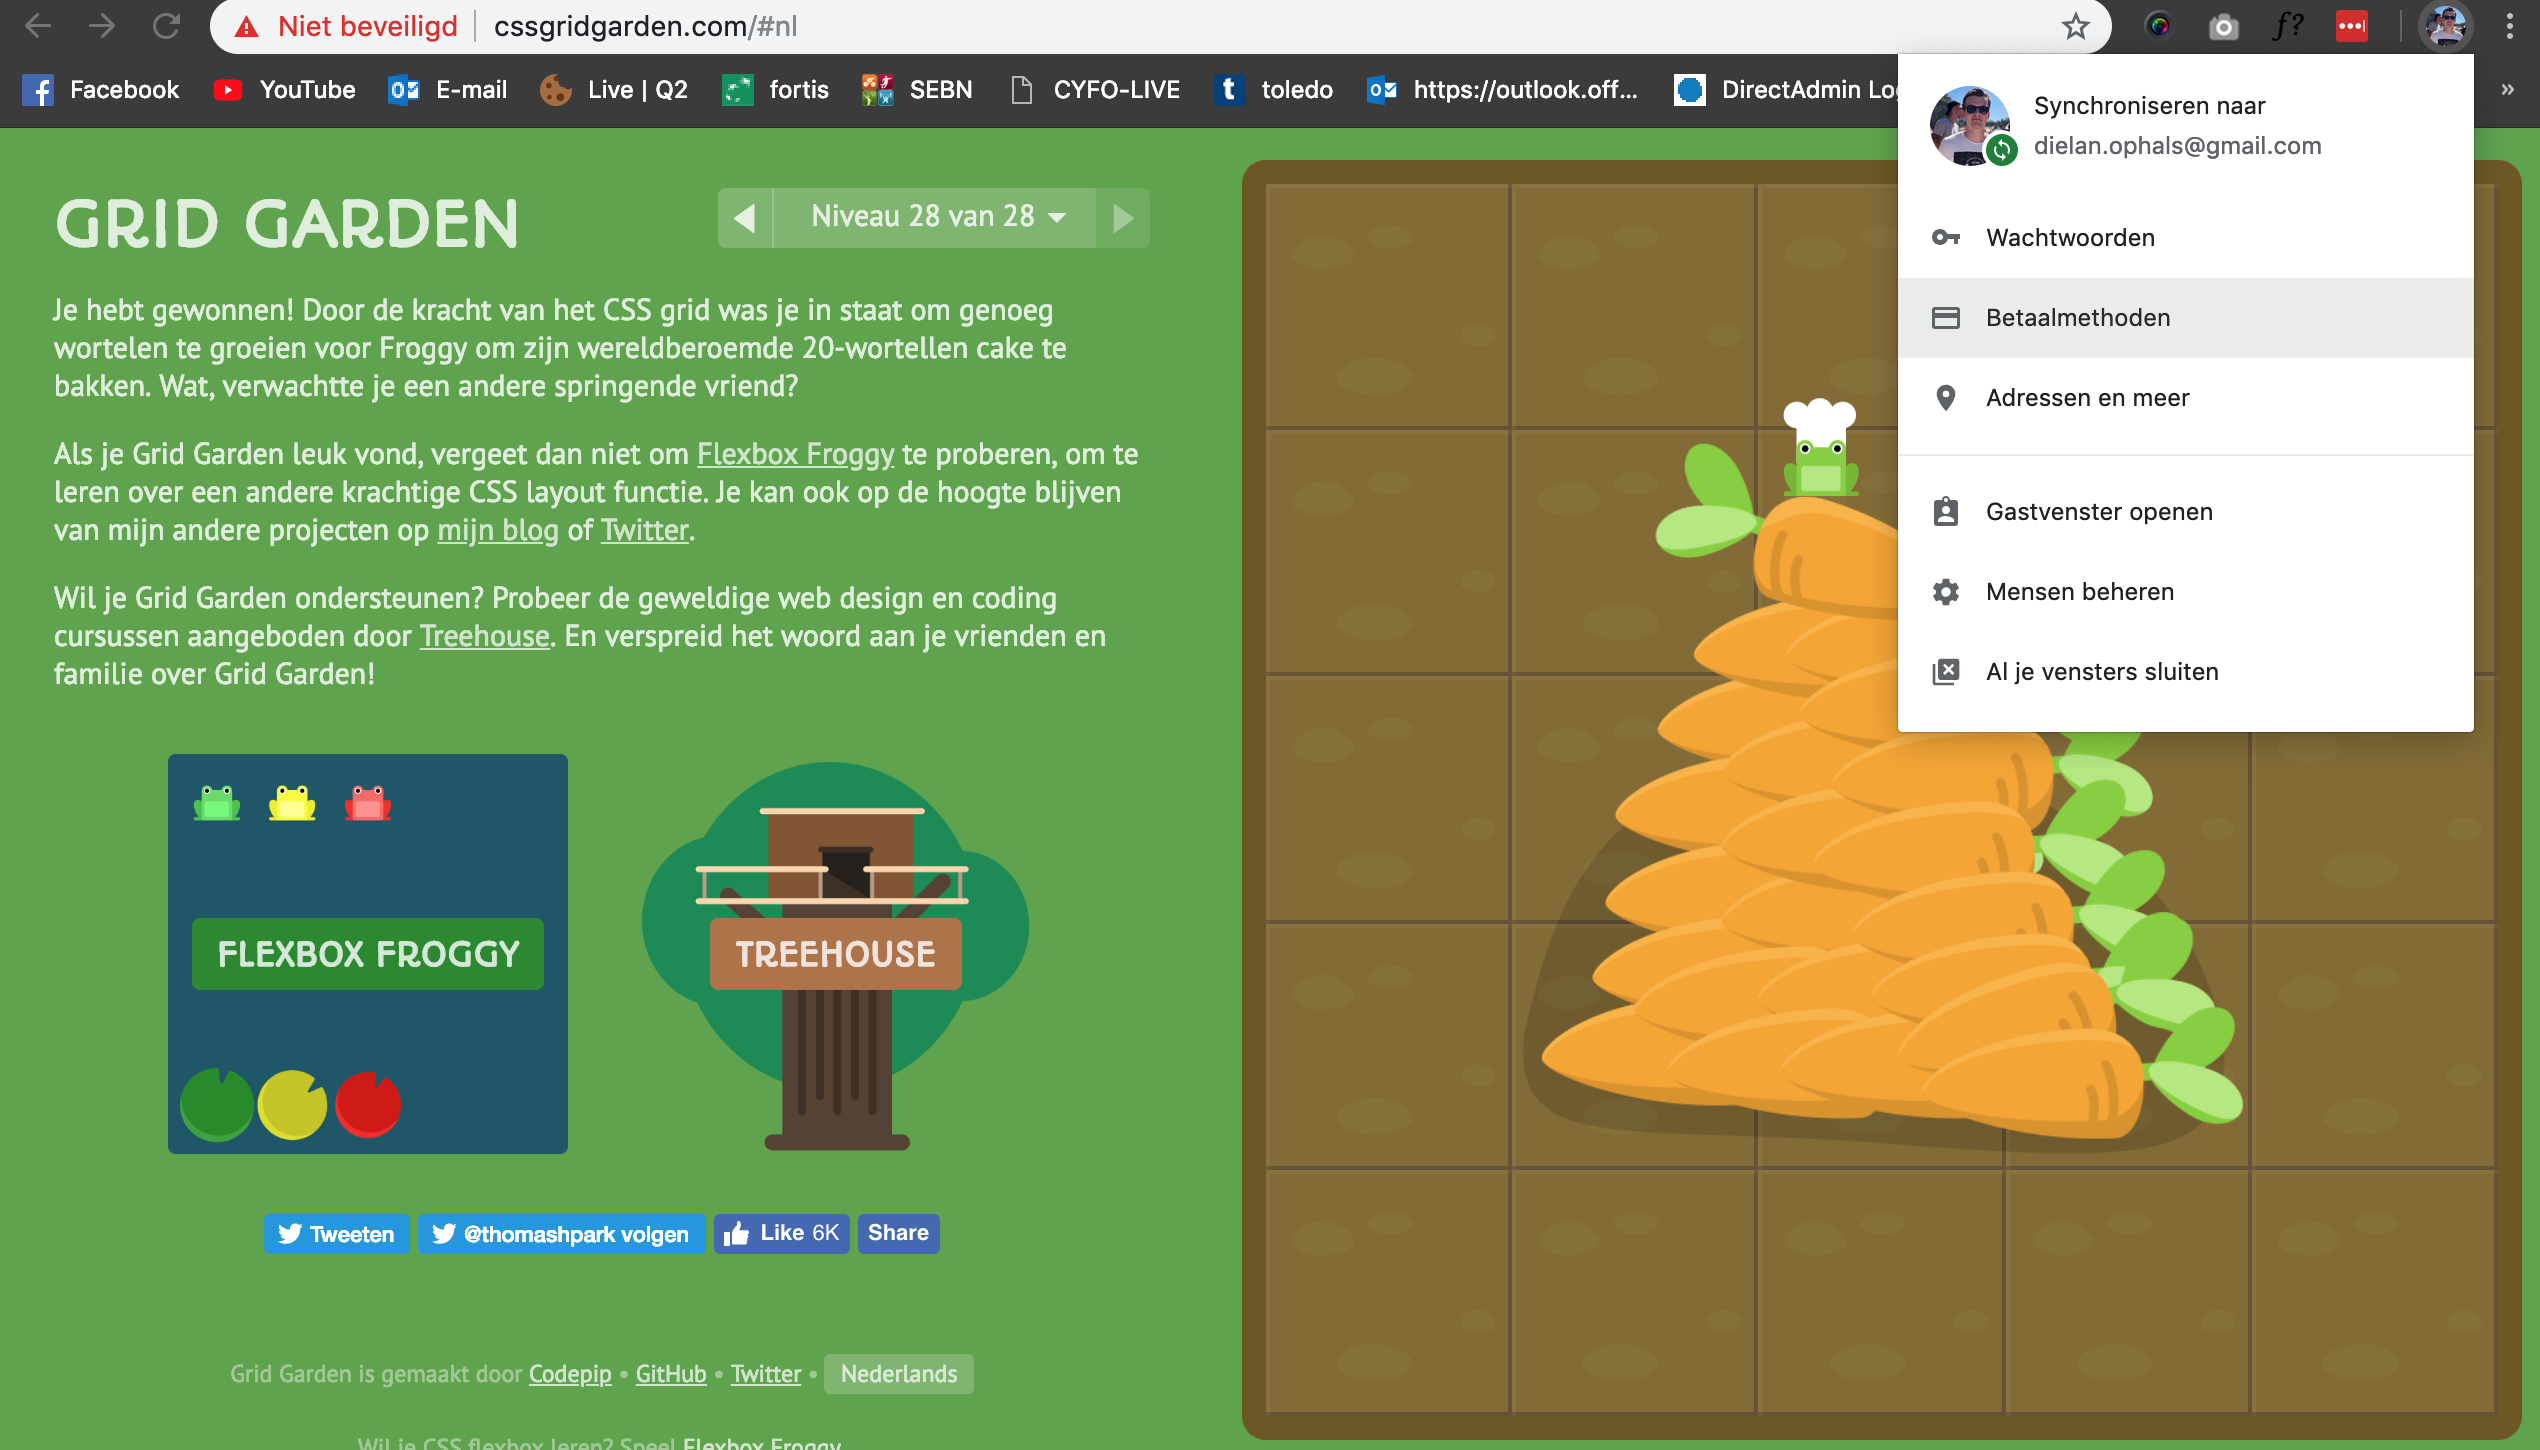 Niet beveiligd
cssgridgarden.com/#nl
f?
Facebook
YouTube
E-mail
Live | Q2
fortis
SEBN
CYFO-LIVE
t
toledo
https://outlook.off...
DirectAdmin Log
»
Synchroniseren naar
dielan.ophals@gmail.com
Wachtwoorden
Betaalmethoden
Adressen en meer
Gastvenster openen
Mensen beheren
Al je vensters sluiten
GRID GARDEN
Niveau 28 van 28
Je hebt gewonnen! Door de kracht van het CSS grid was je in staat om genoeg
wortelen te groeien voor Froggy om zijn wereldberoemde 20-wortellen cake te
bakken. Wat, verwachtte je een andere springende vriend?
Als je Grid Garden leuk vond, vergeet dan niet om Flexbox Froggy te proberen, om te
leren over een andere krachtige CSS layout functie. Je kan ook op de hoogte blijven
van mijn andere projecten op mijn blog of Twitter.
Wil je Grid Garden ondersteunen? Probeer de geweldige web design en coding
cursussen aangeboden door Treehouse. En verspreid het woord aan je vrienden en
familie over Grid Garden!
FLEXBOX FROGGY
TREEHOUSE
Tweeten
@thomashpark volgen
Like 6K
Share
Grid Garden is gemaakt door Codepip • GitHub • Twitter • Nederlands
Wil je CSS flexbox leren? Speel Flexbox Froggy